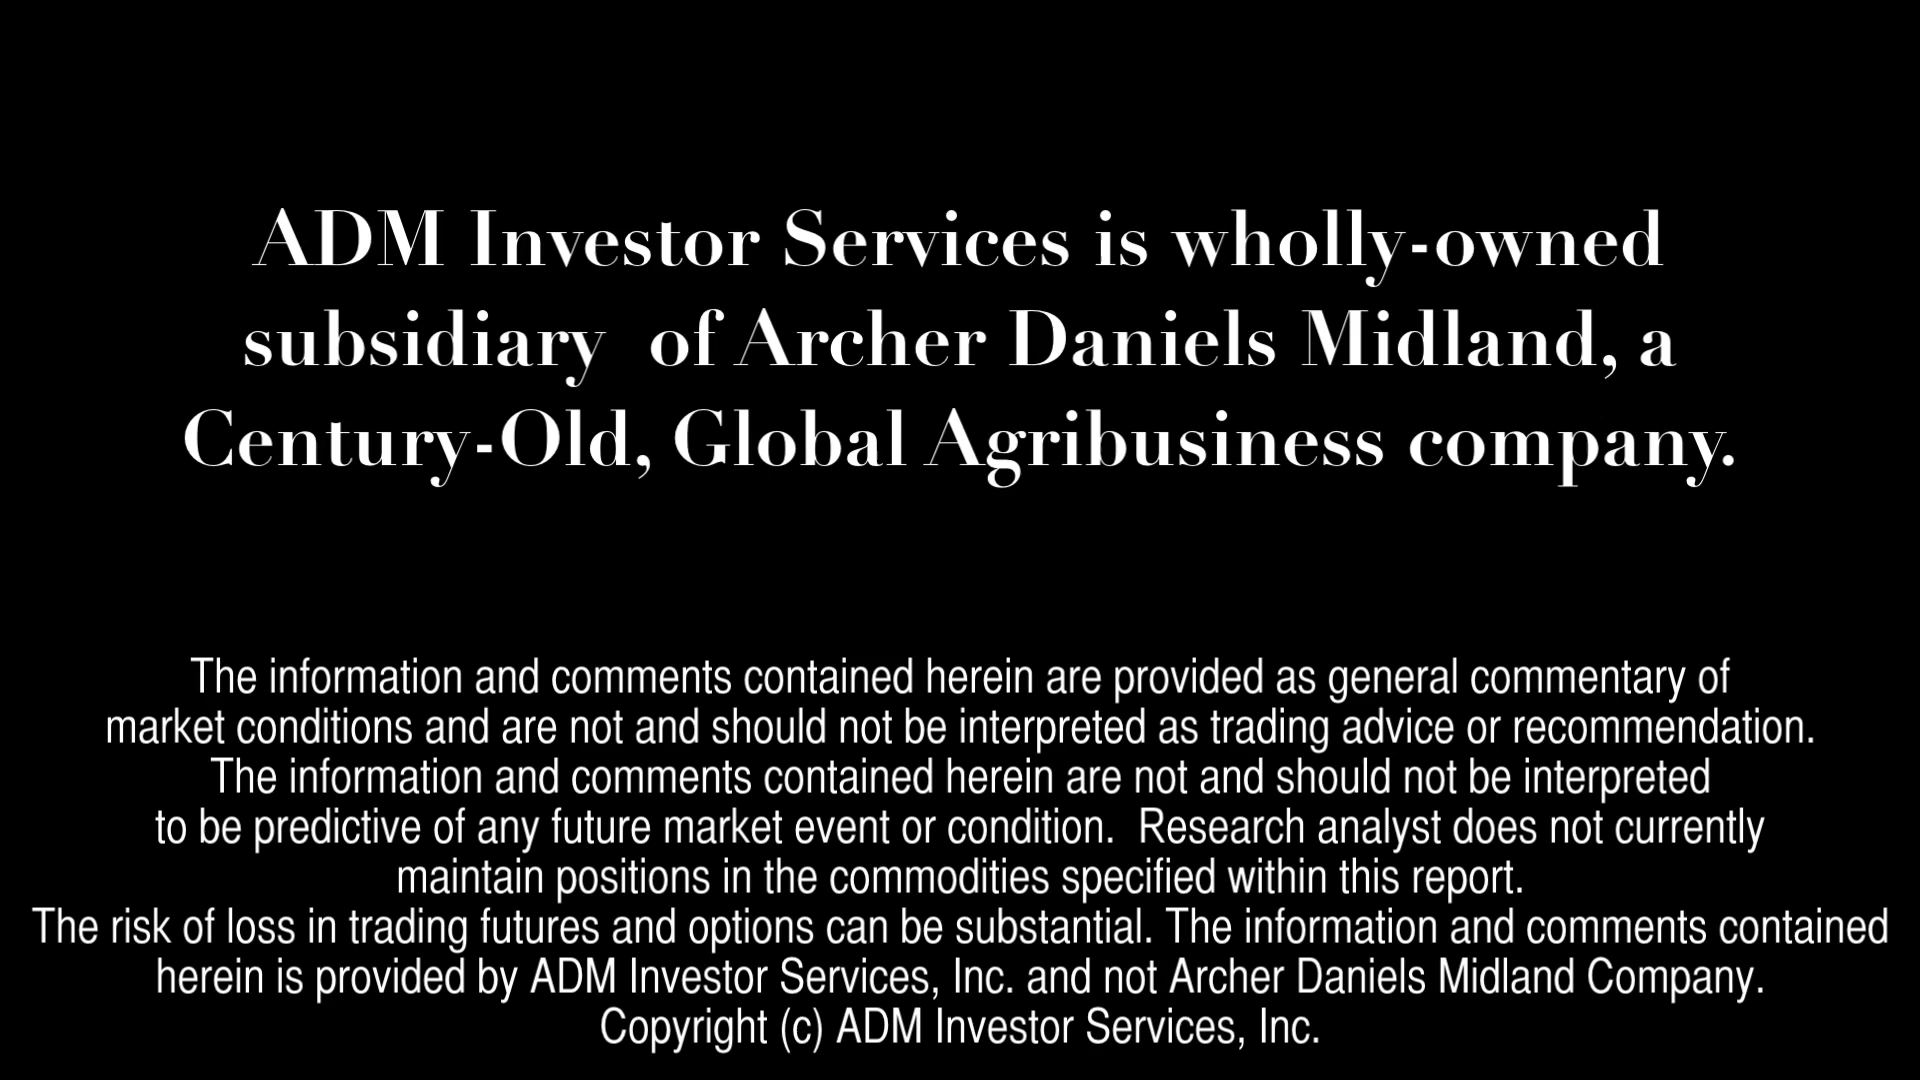 ADM Investor Services is wholly-owned
subsidiary  of Archer Daniels Midland, a
Century-Old, Global Agribusiness company.
The information and comments contained herein are provided as general commentary of
market conditions and are not and should not be interpreted as trading advice or recommendation.
The information and comments contained herein are not and should not be interpreted
to be predictive of any future market event or condition.  Research analyst does not currently
maintain positions in the commodities specified within this report.
The risk of loss in trading futures and options can be substantial. The information and comments contained
herein is provided by ADM Investor Services, Inc. and not Archer Daniels Midland Company.
Copyright (c) ADM Investor Services, Inc.